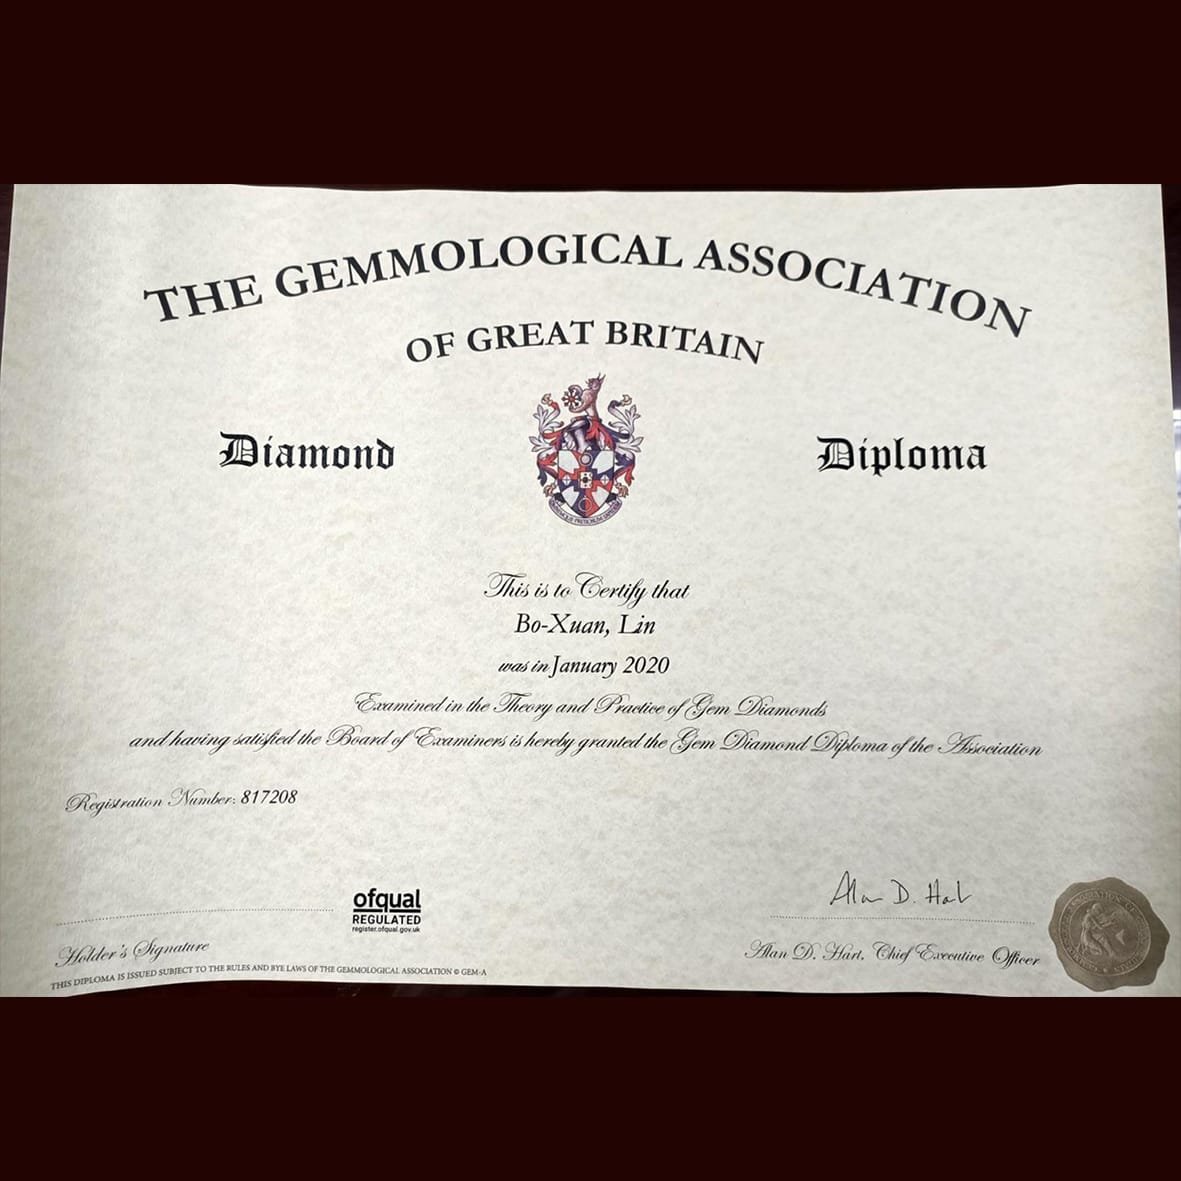 THE GEMMOLOGICAL ASSOCIATION
OF GREAT BRITAIN
Diamond Diploma
This is to Certify that
Bo-Xuan, Lin
was in January 2020
Examined in the Theory and Practice of Gem Diamonds
and having satisfied the Board of Examiners is hereby granted the Gem Diamond Diploma of the Association
Registration Number: 817208
ofqual
REGULATED
register.ofqual.gov.uk
Alan D. Hart
Holder's Signature
Alan D. Hart, Chief Executive Officer
THIS DIPLOMA IS ISSUED SUBJECT TO THE RULES AND BYE LAWS OF THE GEMMOLOGICAL ASSOCIATION © GEM-A